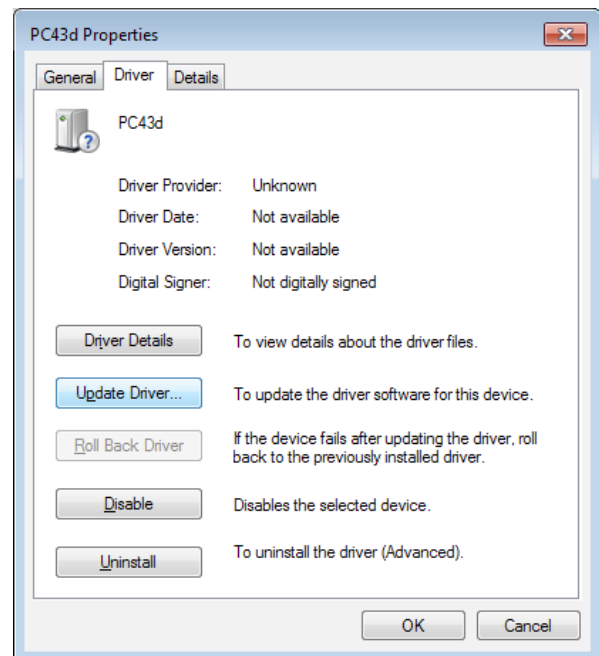 PC43d Properties
General Driver Details
PC43d
Driver Provider: Unknown
Driver Date: Not available
Driver Version: Not available
Digital Signer: Not digitally signed
Driver Details To view details about the driver files.
Update Driver... To update the driver software for this device.
Roll Back Driver If the device fails after updating the driver, roll
back to the previously installed driver.
Disable Disables the selected device.
Uninstall To uninstall the driver (Advanced).
OK Cancel